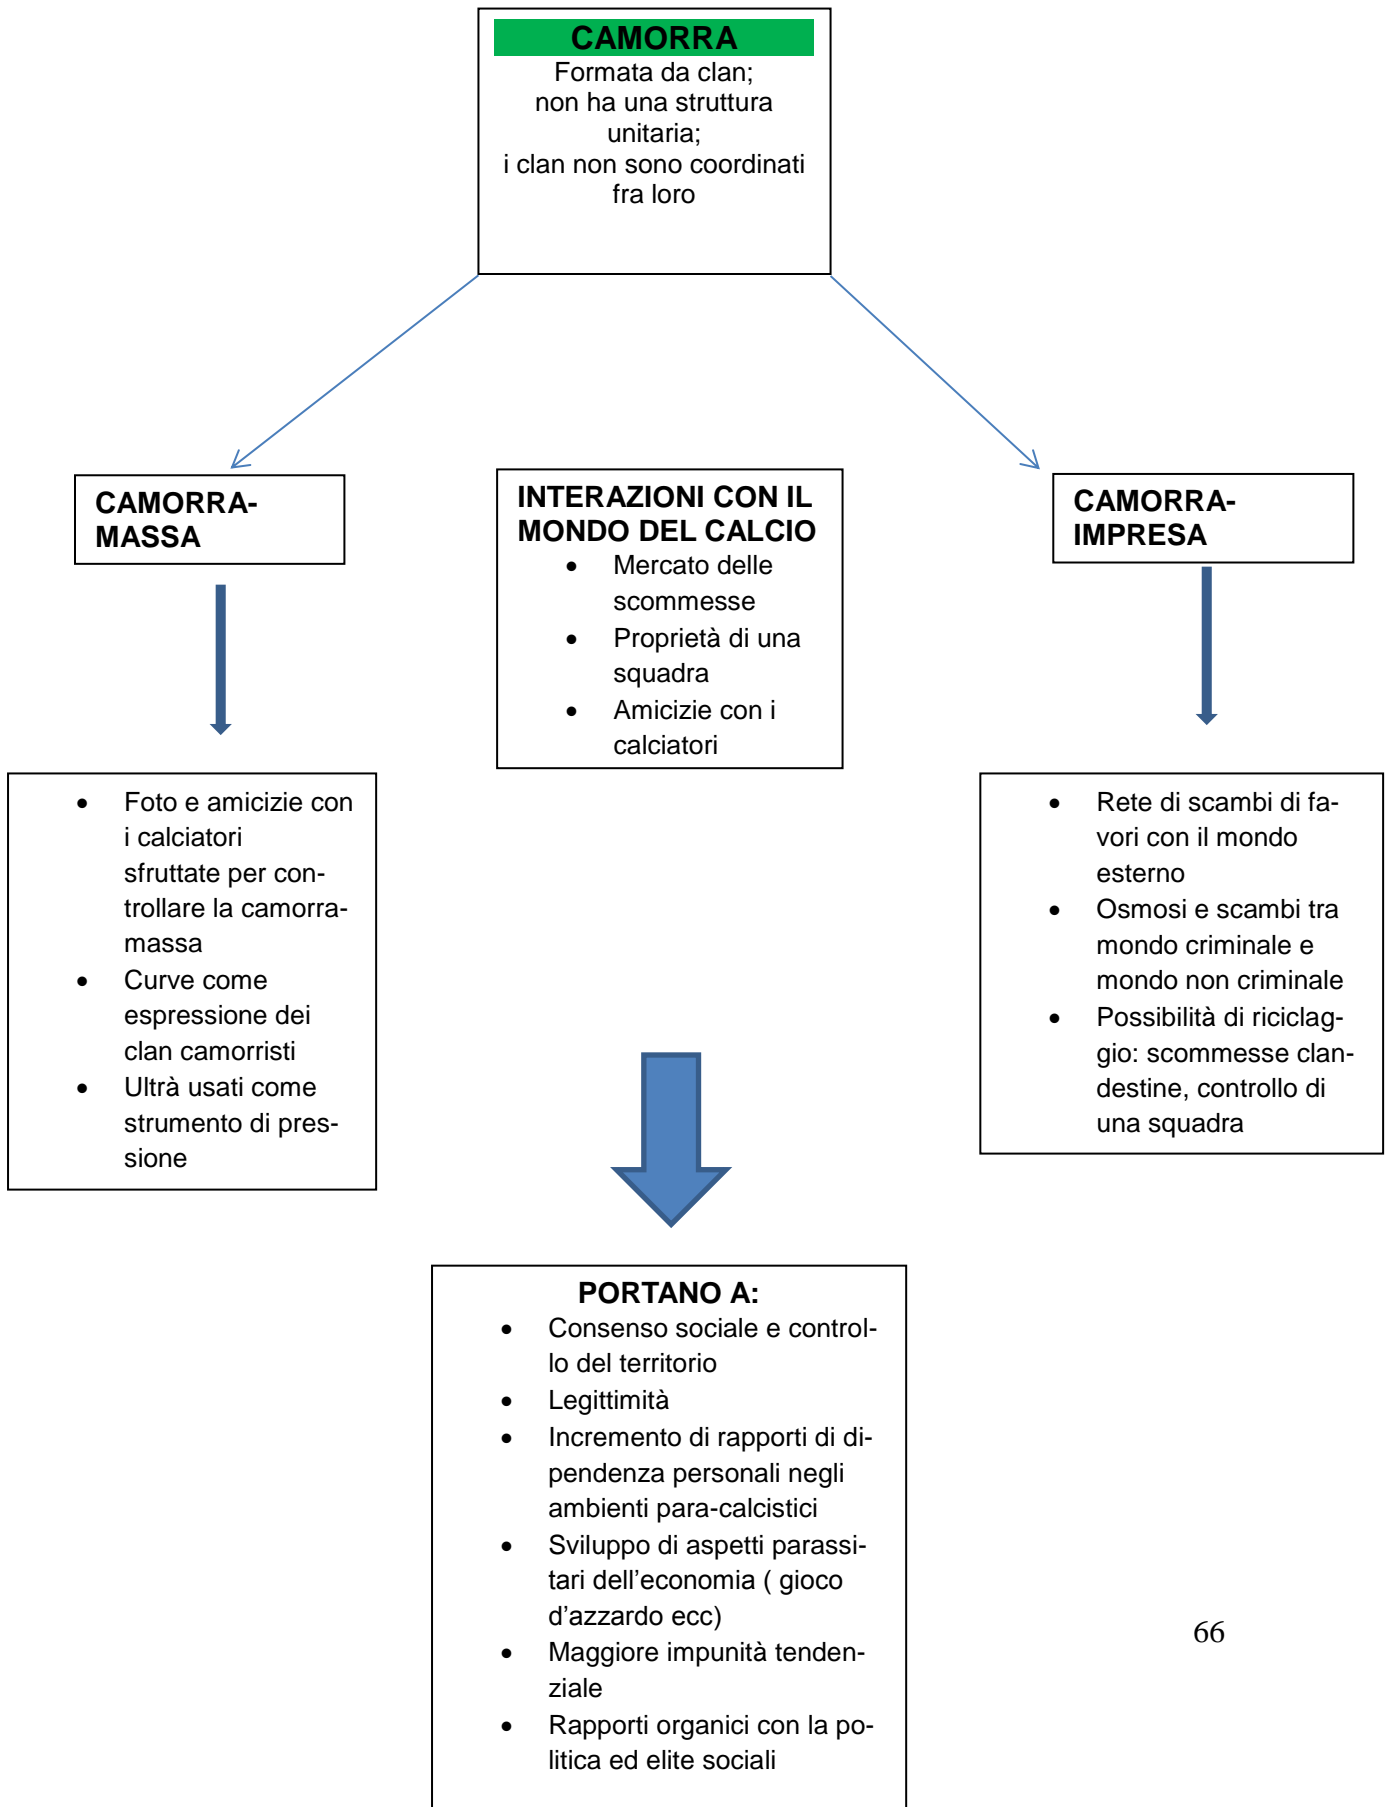 CAMORRA
Formata da clan;
non ha una struttura
unitaria;
i clan non sono coordinati
fra loro
CAMORRA-
MASSA
INTERAZIONI CON IL
MONDO DEL CALCIO
• Mercato delle
scommesse
• Proprietà di una
squadra
• Amicizie con i
calciatori
CAMORRA-
IMPRESA
• Foto e amicizie con
i calciatori
sfruttate per con-
trollare la camorra-
massa
• Curve come
espressione dei
clan camorristi
• Ultrà usati come
strumento di pres-
sione
• Rete di scambi di fa-
vori con il mondo
esterno
• Osmosi e scambi tra
mondo criminale e
mondo non criminale
• Possibilità di riciclag-
gio: scommesse clan-
destine, controllo di
una squadra
PORTANO A:
• Consenso sociale e control-
lo del territorio
• Legittimità
• Incremento di rapporti di di-
pendenza personali negli
ambienti para-calcistici
• Sviluppo di aspetti parassi-
tari dell’economia ( gioco
d’azzardo ecc)
• Maggiore impunità tenden-
ziale
• Rapporti organici con la po-
litica ed elite sociali
66